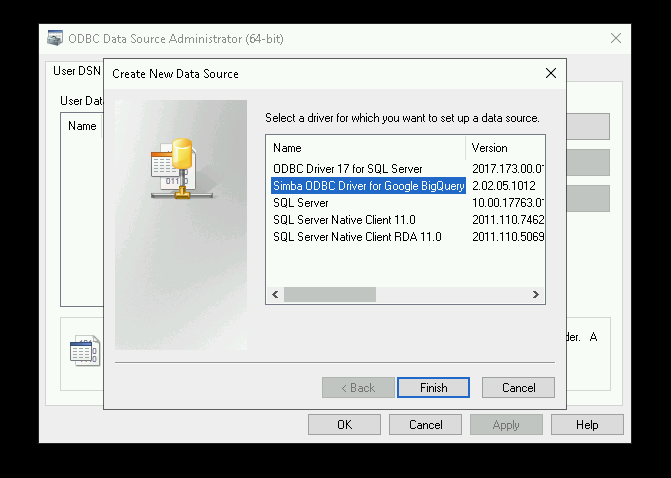 ODBC Data Source Administrator (64-bit)
User DSN
Create New Data Source
User Dat
Name
Select a driver for which you want to set up a data source.
Name Version
ODBC Driver 17 for SQL Server 2017.173.00.0
Simba ODBC Driver for Google BigQuery 2.02.05.1012
SQL Server 10.00.17763.0
SQL Server Native Client 11.0 2011.110.7462
SQL Server Native Client RDA 11.0 2011.110.5069
der. A
< Back Finish Cancel
OK Cancel Apply Help